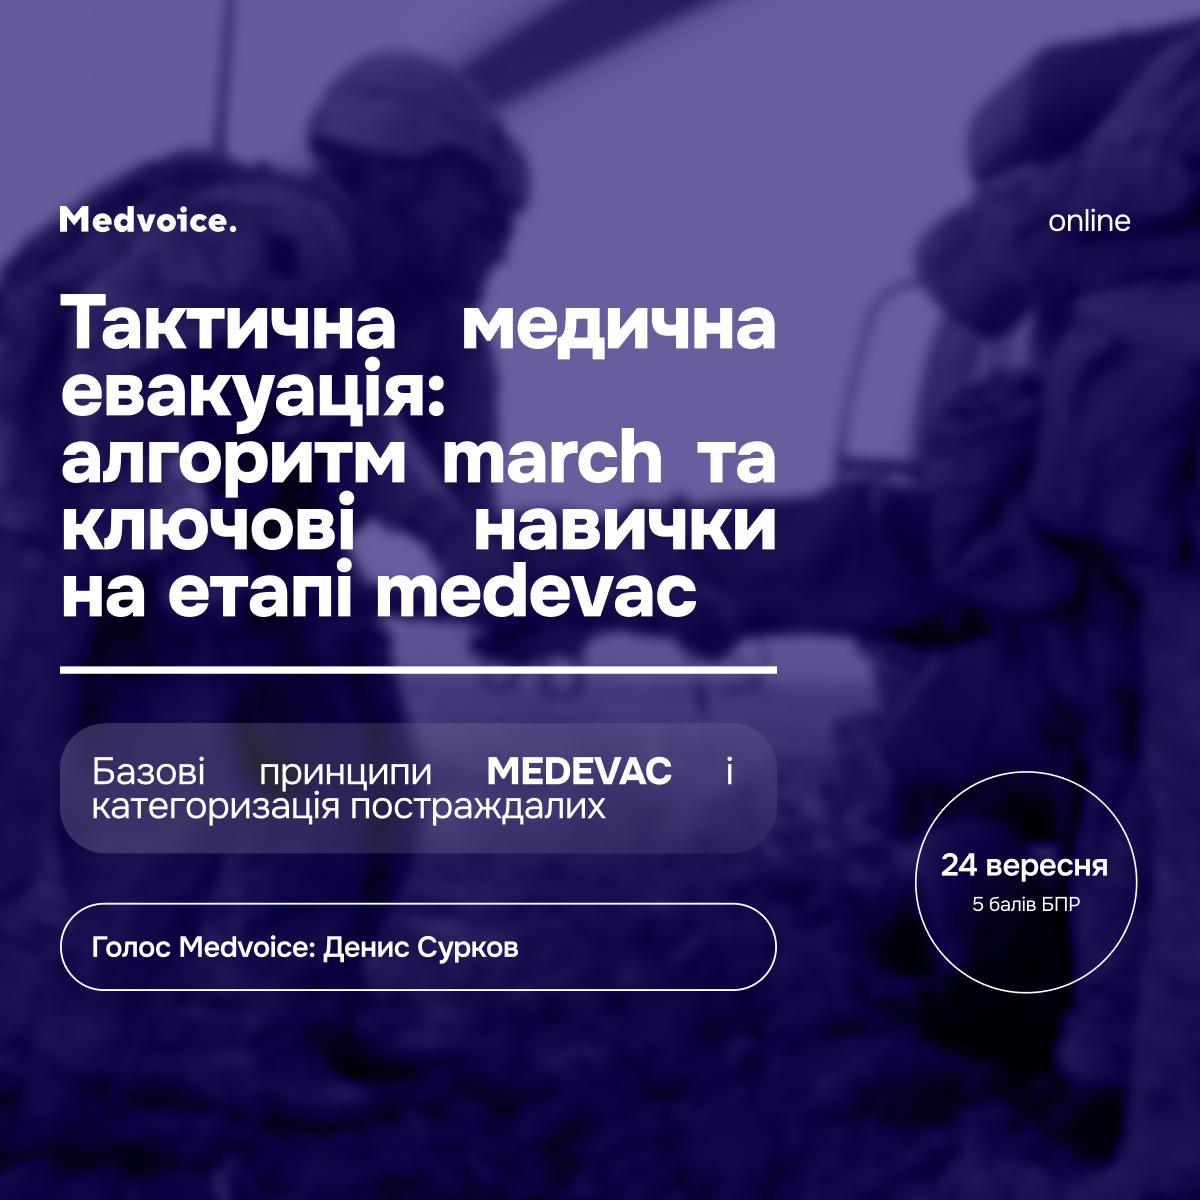 Medvoice.
online
Тактична медична
евакуація:
алгоритм march та
ключові навички
на етапі medevac
Базові принципи MEDEVAC і
категоризація постраждалих
24 вересня
5 балів БПР
Голос Medvoice: Денис Сурков